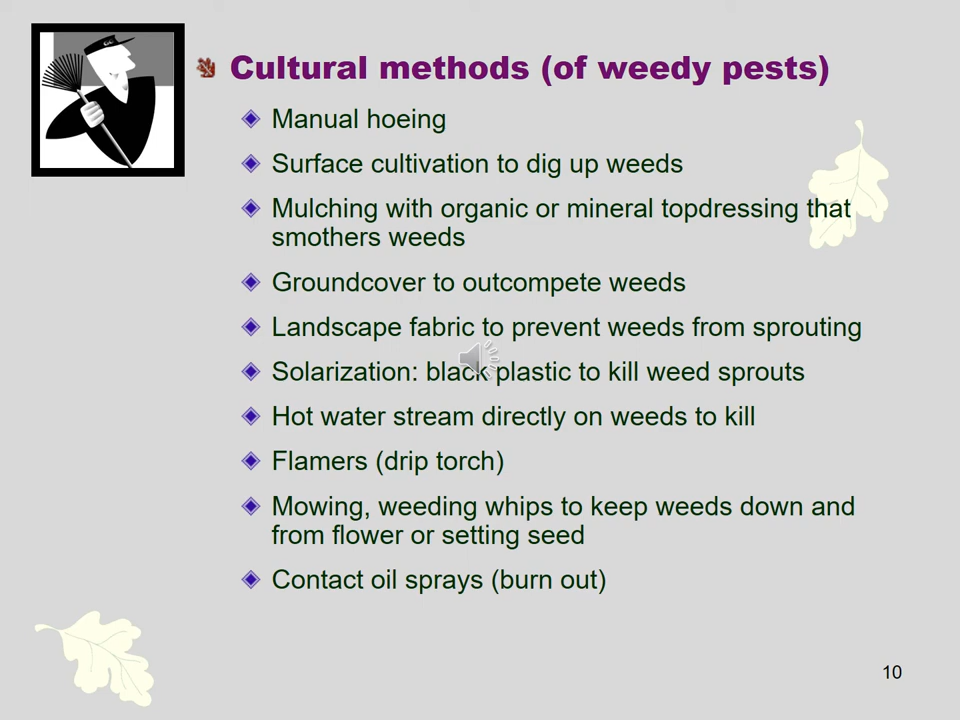 Cultural methods (of weedy pests)
Manual hoeing
Surface cultivation to dig up weeds
Mulching with organic or mineral topdressing that
smothers weeds
Groundcover to outcompete weeds
Landscape fabric to prevent weeds from sprouting
Solarization: black plastic to kill weed sprouts
Hot water stream directly on weeds to kill
Flamers (drip torch)
Mowing, weeding whips to keep weeds down and
from flower or setting seed
Contact oil sprays (burn out)
10